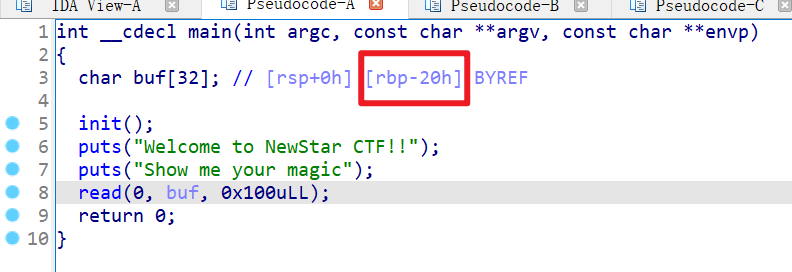 IDA View-A Pseudocode-A Pseudocode-B Pseudocode-C
1 int __cdecl main(int argc, const char **argv, const char **envp)
2 {
3 char buf[32]; // [rsp+0h] [rbp-20h] BYREF
4
5 init();
6 puts("Welcome to NewStar CTF!!");
7 puts("Show me your magic");
8 read(0, buf, 0x100uLL);
9 return 0;
10 }